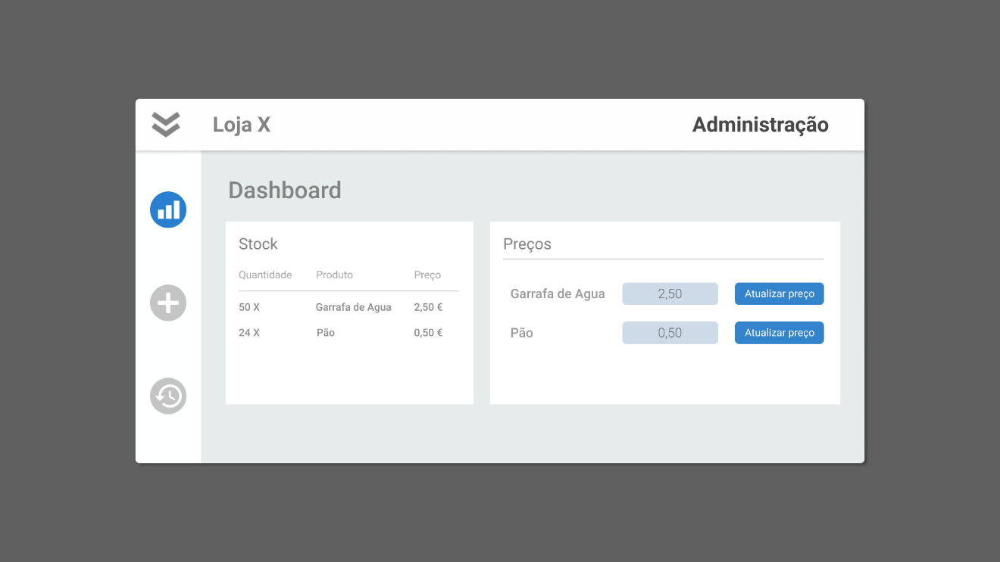 Loja X
Administração
Dashboard
Stock
Quantidade Produto Preço
50 X Garrafa de Agua 2,50 €
24 X Pão 0,50 €
Preços
Garrafa de Agua 2,50 Atualizar preço
Pão 0,50 Atualizar preço